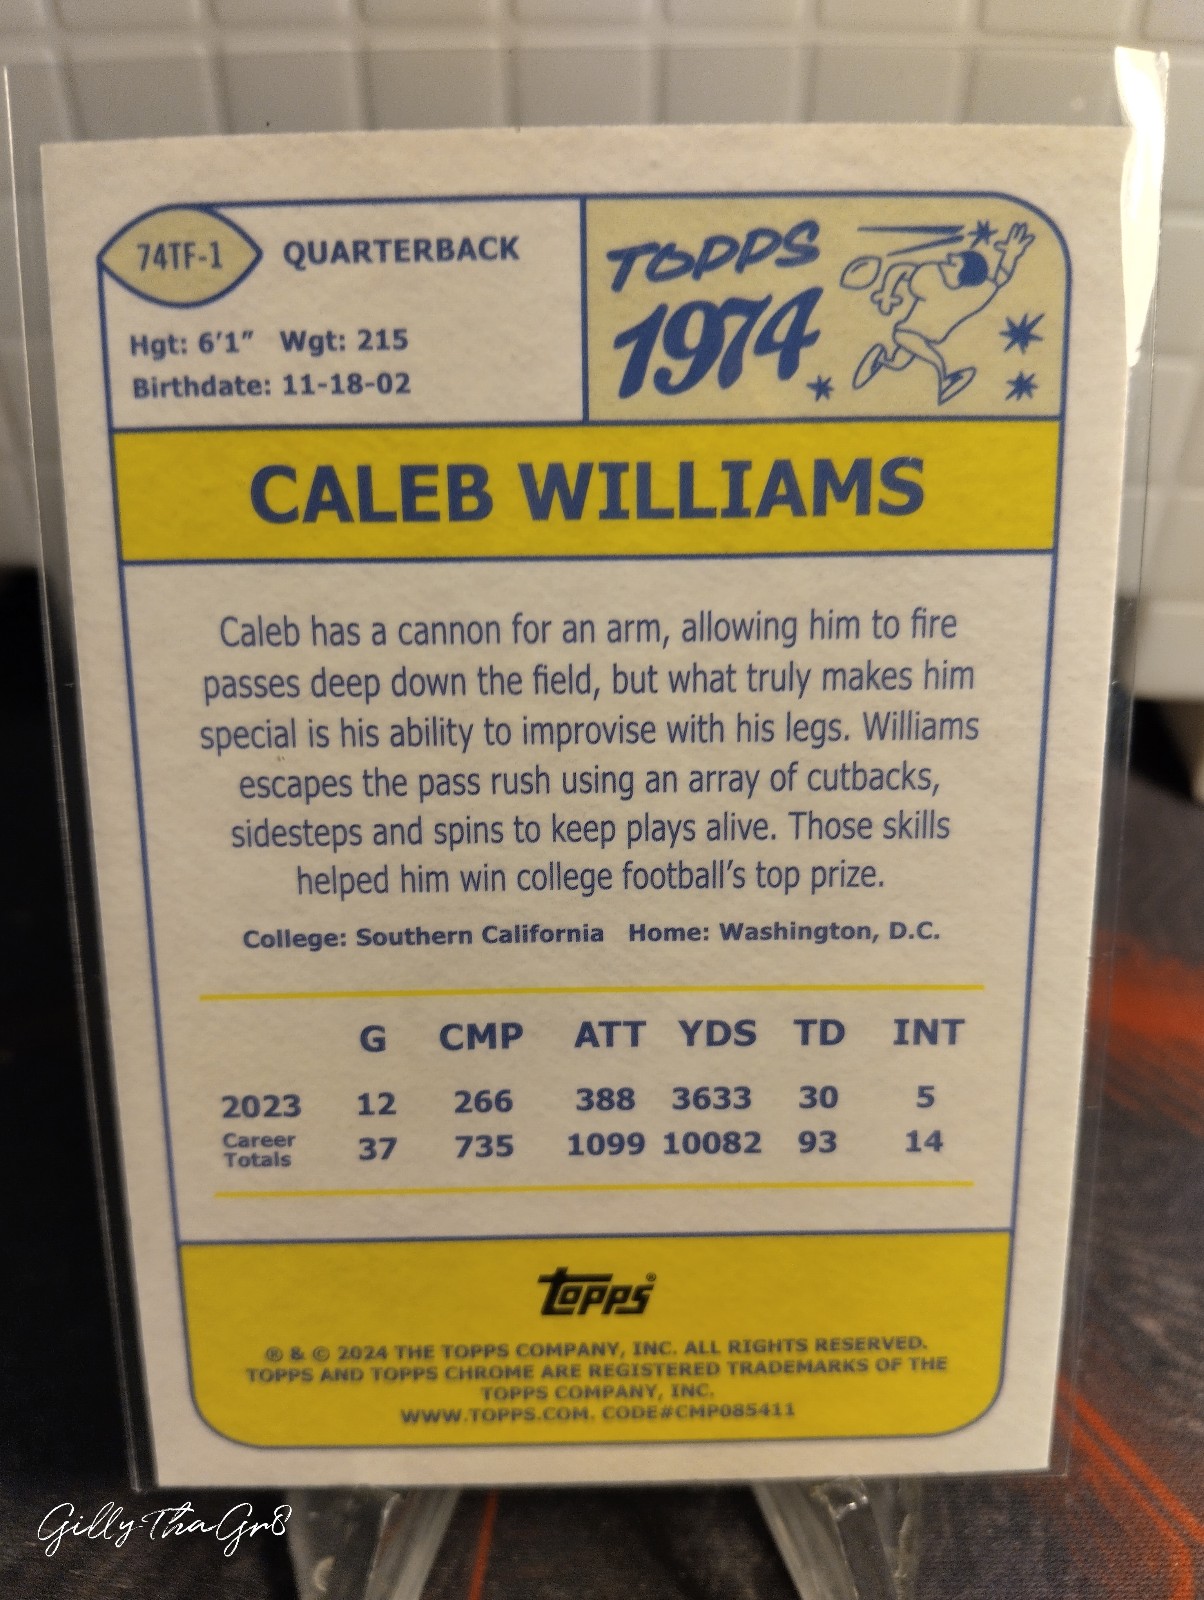 74TF-1 QUARTERBACK
Hgt: 6'1" Wgt: 215
Birthdate: 11-18-02
TOPPS
1974
CALEB WILLIAMS
Caleb has a cannon for an arm, allowing him to fire
passes deep down the field, but what truly makes him
special is his ability to improvise with his legs. Williams
escapes the pass rush using an array of cutbacks,
sidesteps and spins to keep plays alive. Those skills
helped him win college football's top prize.
College: Southern California Home: Washington, D.C.
G CMP ATT YDS TD INT
2023 12 266 388 3633 30 5
Career
Totals 37 735 1099 10082 93 14
topps®
® & © 2024 THE TOPPS COMPANY, INC. ALL RIGHTS RESERVED.
TOPPS AND TOPPS CHROME ARE REGISTERED TRADEMARKS OF THE
TOPPS COMPANY, INC.
WWW.TOPPS.COM. CODE#CMP085411
GillyThaGr8